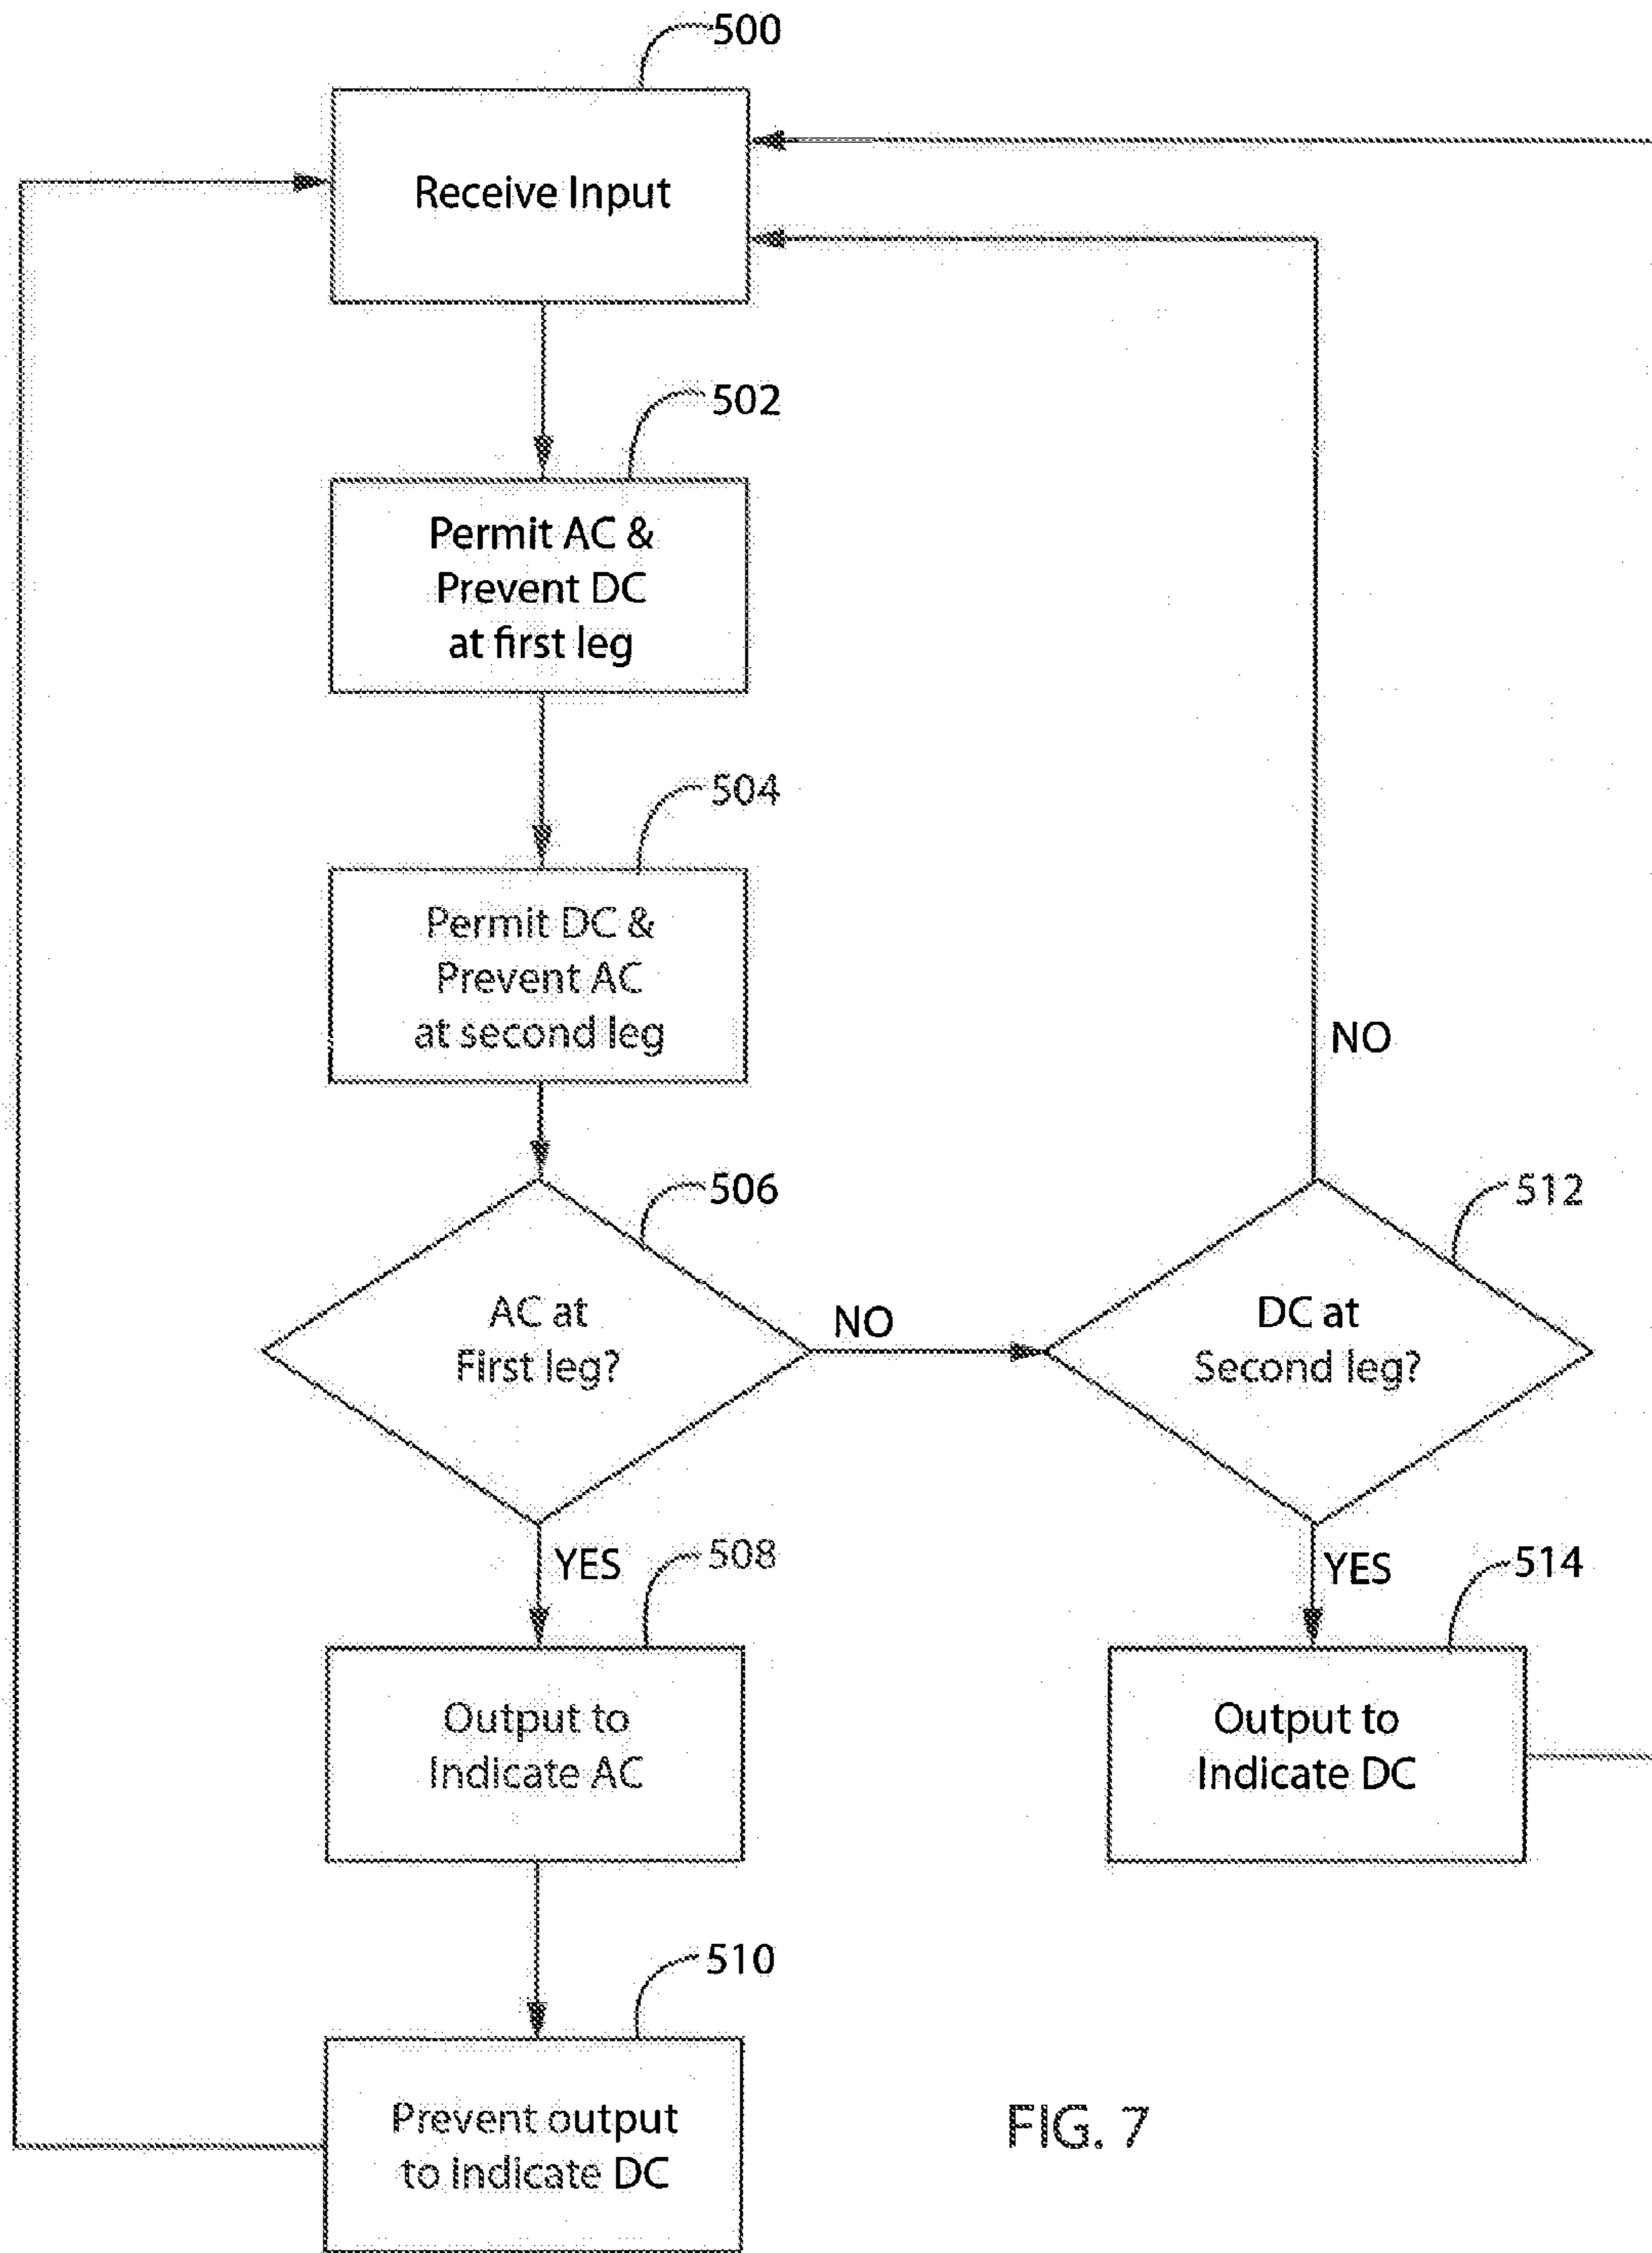 500
Receive Input
502
Permit AC &
Prevent DC
at first leg
504
Permit DC &
Prevent AC
at second leg
NO
506
512
AC at
First leg?
NO
DC at
Second leg?
YES
508
YES
514
Output to
Indicate AC
Output to
Indicate DC
510
Prevent output
to indicate DC
FIG. 7